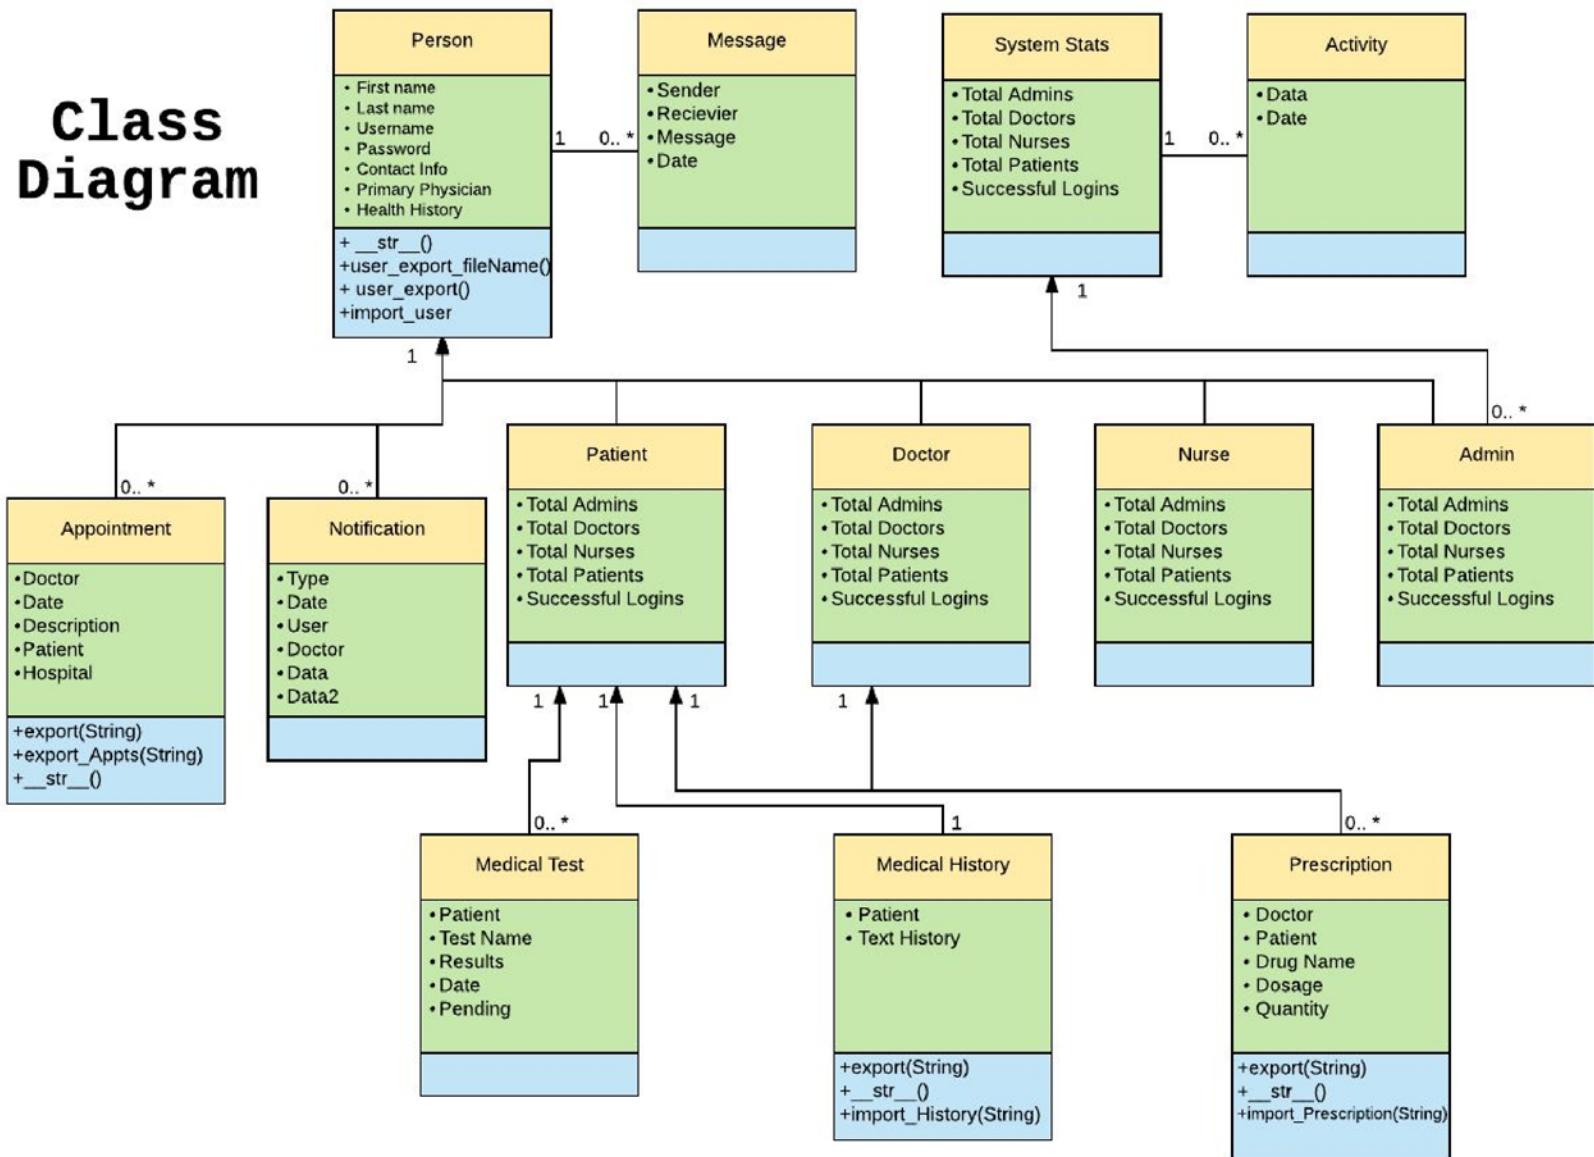 Class
Diagram
Person
• First name
• Last name
• Username
• Password
• Contact Info
• Primary Physician
• Health History
+ __str__()
+user_export_fileName()
+ user_export()
+import_user
1
0.. *
Message
• Sender
• Recievier
• Message
• Date
System Stats
• Total Admins
• Total Doctors
• Total Nurses
• Total Patients
• Successful Logins
1
0.. *
Activity
• Data
• Date
1
1
0.. *
0.. *
0.. *
Appointment
• Doctor
• Date
• Description
• Patient
• Hospital
+export(String)
+export_Appts(String)
+__str__()
Notification
• Type
• Date
• User
• Doctor
• Data
• Data2
Patient
• Total Admins
• Total Doctors
• Total Nurses
• Total Patients
• Successful Logins
Doctor
• Total Admins
• Total Doctors
• Total Nurses
• Total Patients
• Successful Logins
Nurse
• Total Admins
• Total Doctors
• Total Nurses
• Total Patients
• Successful Logins
Admin
• Total Admins
• Total Doctors
• Total Nurses
• Total Patients
• Successful Logins
1
1
1
1
0.. *
1
0.. *
Medical Test
• Patient
• Test Name
• Results
• Date
• Pending
Medical History
• Patient
• Text History
+export(String)
+__str__()
+import_History(String)
Prescription
• Doctor
• Patient
• Drug Name
• Dosage
• Quantity
+export(String)
+__str__()
+import_Prescription(String)